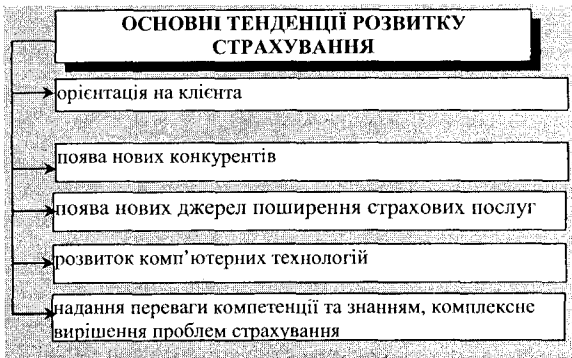 ОСНОВНІ ТЕНДЕНЦІЇ РОЗВИТКУ
СТРАХУВАННЯ
орієнтація на клієнта
поява нових конкурентів
поява нових джерел поширення страхових послуг
розвиток комп’ютерних технологій
надання переваги компетенції та знанням, комплексне
вирішення проблем страхування